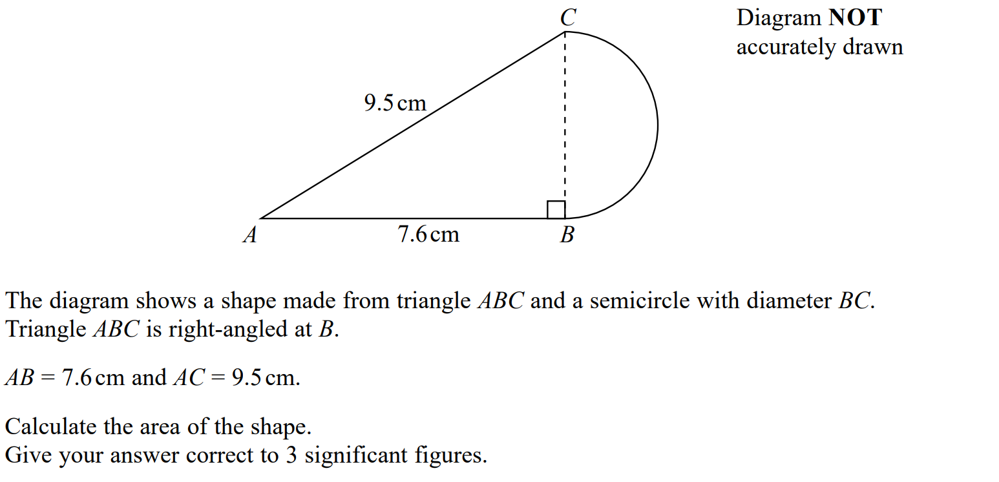 C
Diagram NOT
accurately drawn
9.5 cm
A
7.6 cm
B
The diagram shows a shape made from triangle ABC and a semicircle with diameter BC.
Triangle ABC is right-angled at B.
AB = 7.6 cm and AC = 9.5 cm.
Calculate the area of the shape.
Give your answer correct to 3 significant figures.